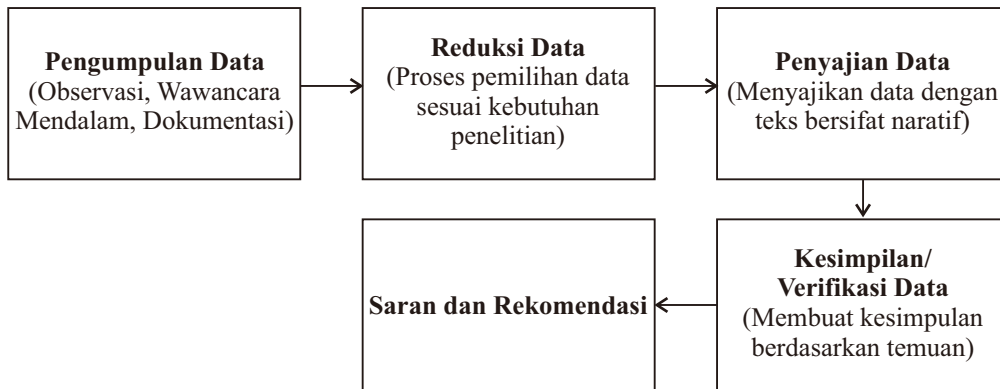 Pengumpulan Data
(Observasi, Wawancara
Mendalam, Dokumentasi)
Reduksi Data
(Proses pemilihan data
sesuai kebutuhan
penelitian)
Penyajian Data
(Menyajikan data dengan
teks bersifat naratif)
Kesimpilan/
Verifikasi Data
(Membuat kesimpulan
berdasarkan temuan)
Saran dan Rekomendasi